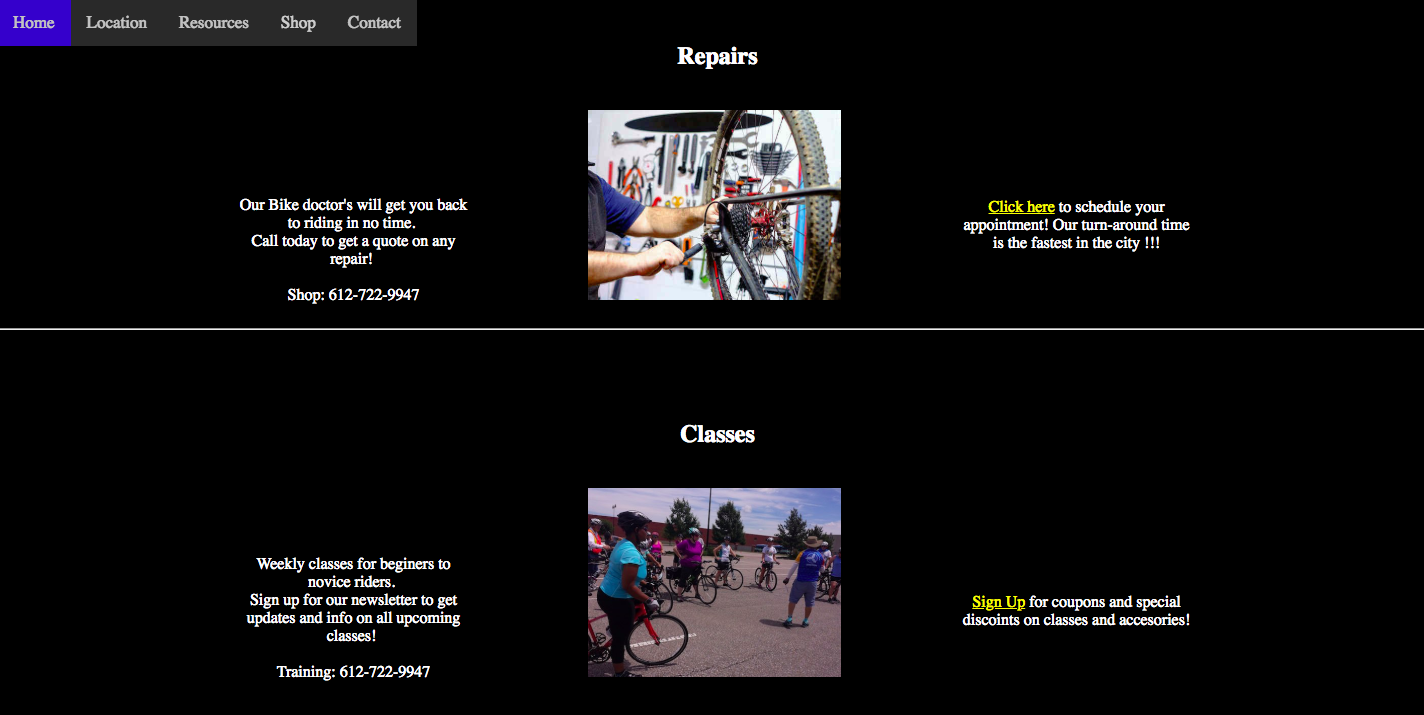 Home Location Resources Shop Contact
Repairs
Our Bike doctor's will get you back
to riding in no time.
Call today to get a quote on any
repair!
Shop: 612-722-9947
Click here to schedule your
appointment! Our turn-around time
is the fastest in the city !!!
Classes
Weekly classes for beginers to
novice riders.
Sign up for our newsletter to get
updates and info on all upcoming
classes!
Training: 612-722-9947
Sign Up for coupons and special
discoints on classes and accesories!